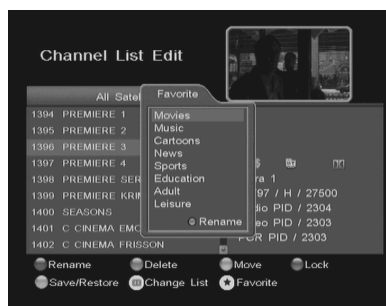 Channel List Edit
All Satel
Favorite
1394 PREMIERE 1
1395 PREMIERE 2
1396 PREMIERE 3
1397 PREMIERE 4
1398 PREMIERE SER
1399 PREMIERE KRIM
1400 SEASONS
1401 C CINEMA EMO
1402 C CINEMA FRISSON
Movies
Music
Cartoons
News
Sports
Education
Adult
Leisure
Rename
ra 1
97 / H / 27500
dio PID / 2304
eo PID / 2303
PCR PID / 2303
Rename
Delete
Move
Lock
Save/Restore
Change List
Favorite